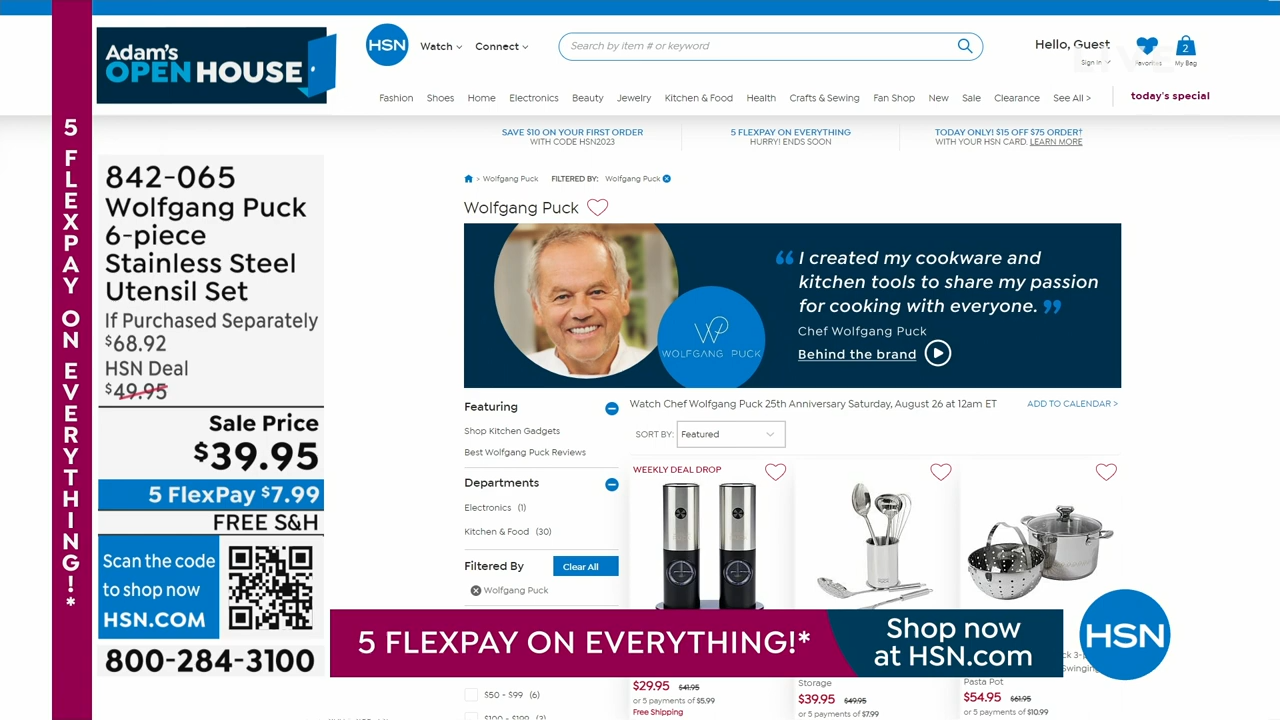 5 FLEXPAY ON EVERYTHING!*
Adam's
OPEN HOUSE
HSN
Watch
Connect
Search by item # or keyword
Hello, Guest
Sign In
Favorites
2
My Bag
Fashion
Shoes
Home
Electronics
Beauty
Jewelry
Kitchen & Food
Health
Crafts & Sewing
Fan Shop
New
Sale
Clearance
See All >
today's special
SAVE $10 ON YOUR FIRST ORDER
WITH CODE HSN2023
5 FLEXPAY ON EVERYTHING
HURRY! ENDS SOON
TODAY ONLY! $15 OFF $75 ORDER†
WITH YOUR HSN CARD. LEARN MORE
842-065
Wolfgang Puck
6-piece
Stainless Steel
Utensil Set
If Purchased Separately
$68.92
HSN Deal
$49.95
Sale Price
$39.95
5 FlexPay $7.99
FREE S&H
Scan the code
to shop now
HSN.COM
800-284-3100
> Wolfgang Puck
FILTERED BY: Wolfgang Puck
Wolfgang Puck
WP
WOLFGANG PUCK
“ I created my cookware and
kitchen tools to share my passion
for cooking with everyone. ”
Chef Wolfgang Puck
Behind the brand
Featuring
Shop Kitchen Gadgets
Best Wolfgang Puck Reviews
Departments
Electronics (1)
Kitchen & Food (30)
Filtered By
Clear All
Wolfgang Puck
$50 - $99 (6)
$100 - $199 (3)
Watch Chef Wolfgang Puck 25th Anniversary Saturday, August 26 at 12am ET
ADD TO CALENDAR >
SORT BY: Featured
WEEKLY DEAL DROP
$29.95 $41.95
or 5 payments of $5.99
Free Shipping
Storage
$39.95 $49.95
or 5 payments of $7.99
Pasta Pot
$54.95 $61.95
or 5 payments of $10.99
5 FLEXPAY ON EVERYTHING!*
Shop now
at HSN.com
HSN